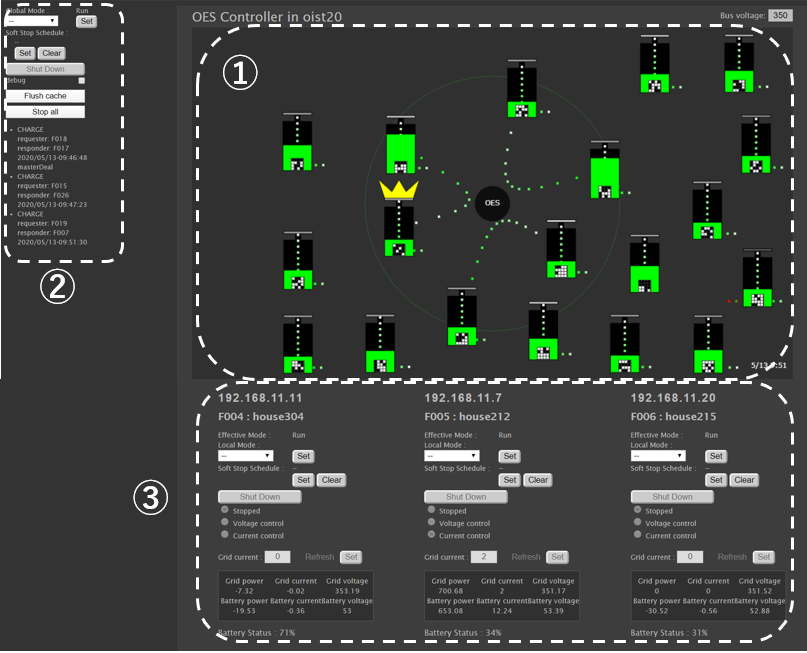 Global Mode :
Run
--
Set
Soft Stop Schedule :
--
Set
Clear
Shut Down
debug
Flush cache
Stop all
CHARGE
requester: F018
responder: F017
2020/05/13-09:46:48
masterDeal
CHARGE
requester: F015
responder: F026
2020/05/13-09:47:23
CHARGE
requester: F019
responder: F007
2020/05/13-09:51:30
②
OES Controller in oist20
Bus voltage: 350
①
OES
③
192.168.11.11
F004 : house304
Effective Mode : Run
Local Mode :
-- Set
Soft Stop Schedule : --
Set Clear
Shut Down
Stopped
Voltage control
Current control
Grid current : 0 Refresh Set
Grid power Grid current Grid voltage
-7.32 -0.02 353.19
Battery power Battery current Battery voltage
-19.53 -0.36 53
Battery Status : 71%
192.168.11.7
F005 : house212
Effective Mode : Run
Local Mode :
-- Set
Soft Stop Schedule : --
Set Clear
Shut Down
Stopped
Voltage control
Current control
Grid current : 2 Refresh Set
Grid power Grid current Grid voltage
700.68 2 351.17
Battery power Battery current Battery voltage
653.08 12.24 53.39
Battery Status : 34%
192.168.11.20
F006 : house215
Effective Mode : Run
Local Mode :
-- Set
Soft Stop Schedule : --
Set Clear
Shut Down
Stopped
Voltage control
Current control
Grid current : 0 Refresh Set
Grid power Grid current Grid voltage
0 0 351.52
Battery power Battery current Battery voltage
-30.52 -0.56 52.88
Battery Status : 31%